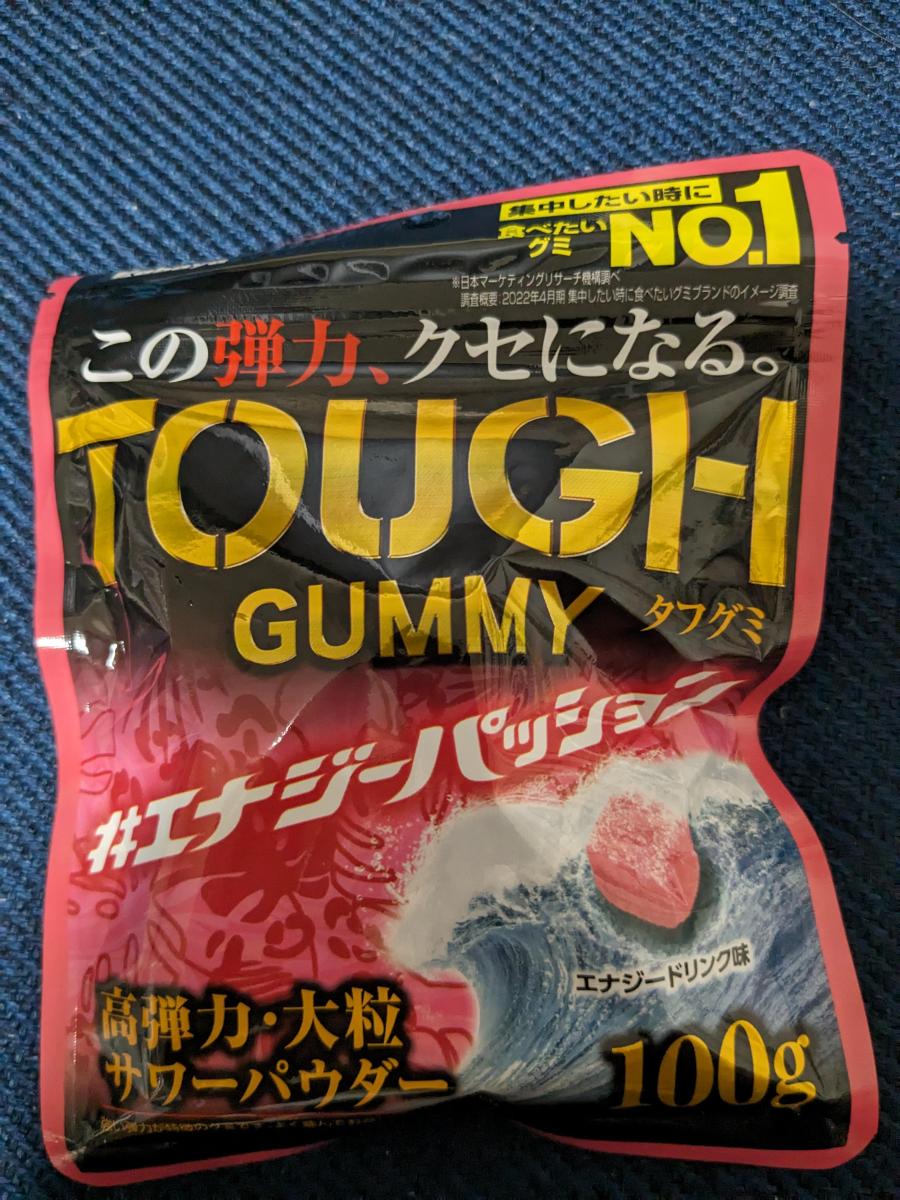 集中したい時に
食べたい
グミ
NO.1
※日本マーケティングリサーチ機構調べ
調査概要:2022年4月期 集中したい時に食べたいグミブランドのイメージ調査
この弾力、クセになる。
TOUGH
GUMMY
タフグミ
#エナジーパッション
エナジードリンク味
高弾力・大粒
サワーパウダー
100g